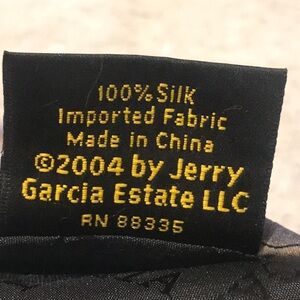 100% Silk
Imported Fabric
Made in China
©2004 by Jerry
Garcia Estate LLC
RN 88335